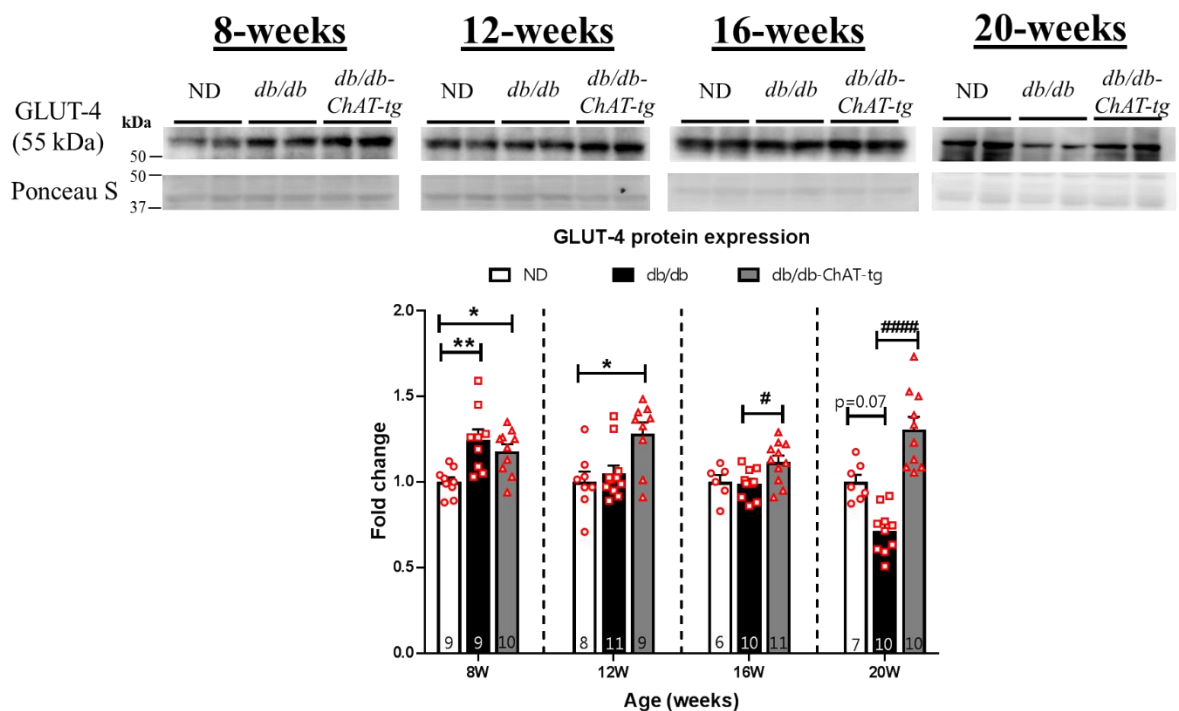 8-weeks 12-weeks 16-weeks 20-weeks
ND db/db db/db-ChAT-tg ND db/db db/db-ChAT-tg ND db/db db/db-ChAT-tg ND db/db db/db-ChAT-tg
GLUT-4
(55 kDa)
kDa
50
Ponceau S
50
37
GLUT-4 protein expression
ND db/db db/db-ChAT-tg
Fold change
2.0
1.5
1.0
0.5
0.0
* ** * # p=0.07 ####
9 9 10 8 11 9 6 10 11 7 10 10
8W 12W 16W 20W
Age (weeks)